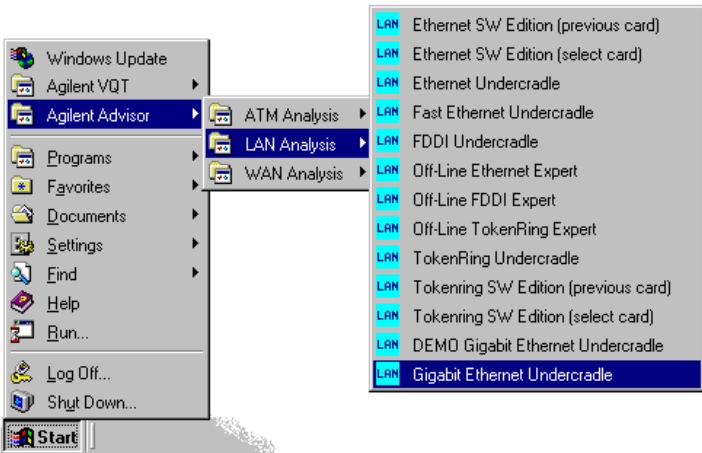 Windows Update
Agilent VQT
Agilent Advisor
Programs
Favorites
Documents
Settings
Find
Help
Run...
Log Off...
Shut Down...
Start
ATM Analysis
LAN Analysis
WAN Analysis
LAN Ethernet SW Edition (previous card)
LAN Ethernet SW Edition (select card)
LAN Ethernet Undercradle
LAN Fast Ethernet Undercradle
LAN FDDI Undercradle
LAN Off-Line Ethernet Expert
LAN Off-Line FDDI Expert
LAN Off-Line TokenRing Expert
LAN TokenRing Undercradle
LAN Tokenring SW Edition (previous card)
LAN Tokenring SW Edition (select card)
LAN DEMO Gigabit Ethernet Undercradle
LAN Gigabit Ethernet Undercradle